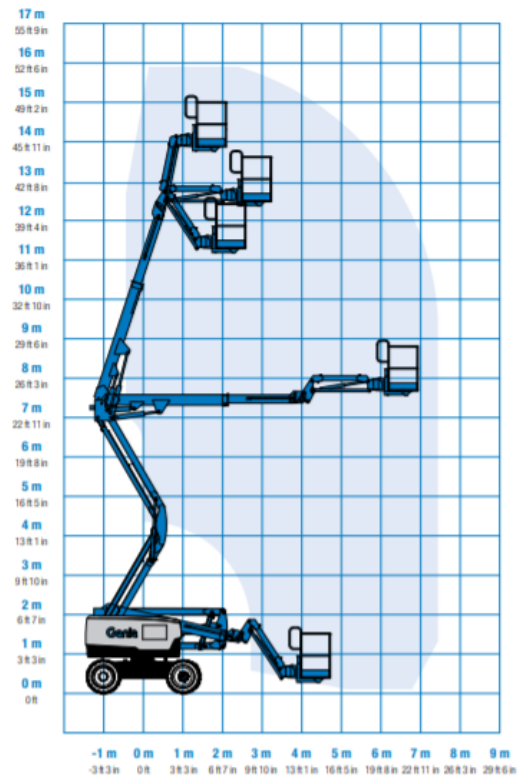 17 m
55 ft 9 in
16 m
52 ft 6 in
15 m
49 ft 2 in
14 m
45 ft 11 in
13 m
42 ft 8 in
12 m
39 ft 4 in
11 m
36 ft 1 in
10 m
32 ft 10 in
9 m
29 ft 6 in
8 m
26 ft 3 in
7 m
22 ft 11 in
6 m
19 ft 8 in
5 m
16 ft 5 in
4 m
13 ft 1 in
3 m
9 ft 10 in
2 m
6 ft 7 in
1 m
3 ft 3 in
0 m
0 ft
Genie
-1 m 0 m 1 m 2 m 3 m 4 m 5 m 6 m 7 m 8 m 9 m
-3 ft 3 in 0 ft 3 ft 3 in 6 ft 7 in 9 ft 10 in 13 ft 1 in 16 ft 5 in 19 ft 8 in 22 ft 11 in 26 ft 3 in 29 ft 6 in